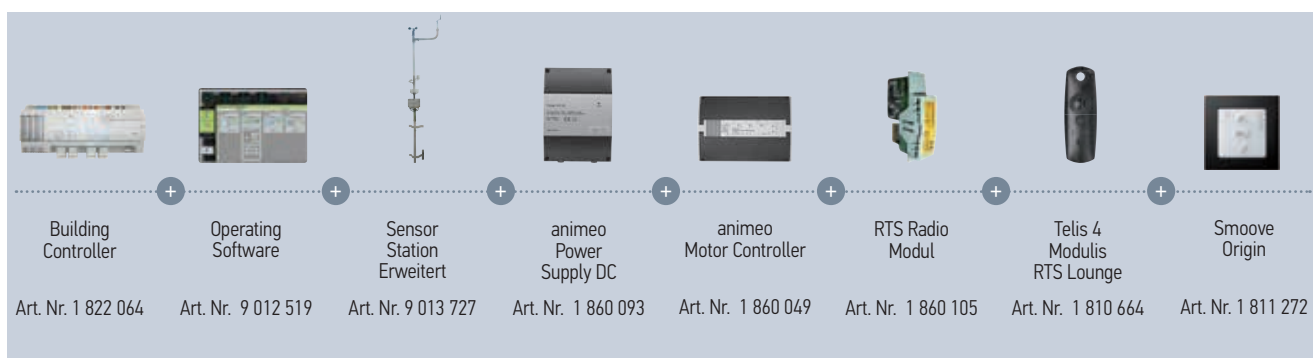 Building
Controller
Art. Nr. 1 822 064
Operating
Software
Art. Nr. 9 012 519
Sensor
Station
Erweitert
Art. Nr. 9 013 727
animeo
Power
Supply DC
Art. Nr. 1 860 093
animeo
Motor Controller
Art. Nr. 1 860 049
RTS Radio
Modul
Art. Nr. 1 860 105
Telis 4
Modulis
RTS Lounge
Art. Nr. 1 810 664
Smoove
Origin
Art. Nr. 1 811 272